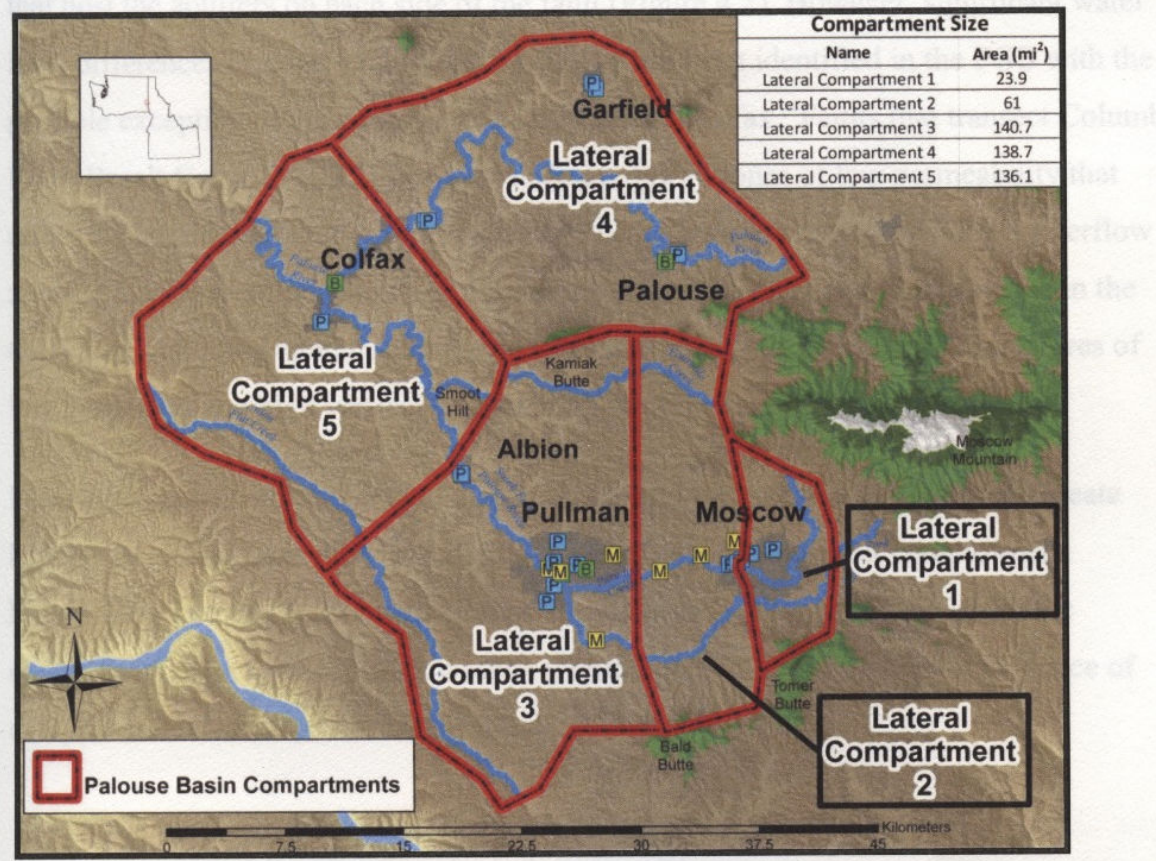 Compartment Size
Name Area (mi²)
Lateral Compartment 1 23.9
Lateral Compartment 2 61
Lateral Compartment 3 140.7
Lateral Compartment 4 138.7
Lateral Compartment 5 136.1
P
Garfield
Lateral
Compartment
4
P
P
B
Palouse
Colfax
B
P
Palouse
River
Lateral
Compartment
5
Kamiak
Butte
Smoot
Hill
Albion
P
Pullman
Moscow
Moscow
Mountain
P
M
M
M
P
P
M
M
P
B
M
P
P
M
Lateral
Compartment
1
Lateral
Compartment
3
Tomer
Butte
Lateral
Compartment
2
Bald
Butte
N
Palouse Basin Compartments
Kilometers
0 7.5 15 22.5 30 37.5 45